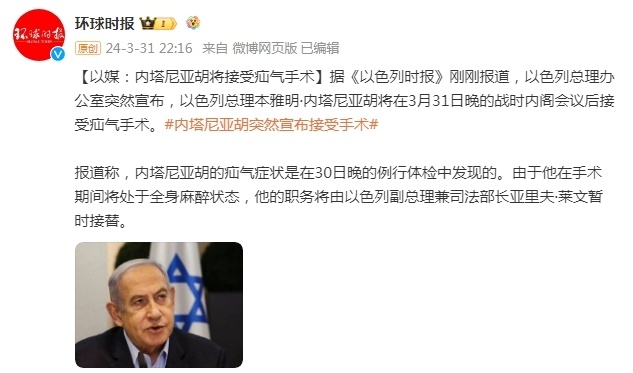 环球时报
环球时报 I
原创 24-3-31 22:16 来自 微博网页版 已编辑
【以媒：内塔尼亚胡将接受疝气手术】据《以色列时报》刚刚报道，以色列总理办
公室突然宣布，以色列总理本雅明·内塔尼亚胡将在3月31日晚的战时内阁会议后接
受疝气手术。#内塔尼亚胡突然宣布接受手术#
报道称，内塔尼亚胡的疝气症状是在30日晚的例行体检中发现的。由于他在手术
期间将处于全身麻醉状态，他的职务将由以色列副总理兼司法部长亚里夫·莱文暂
时接替。